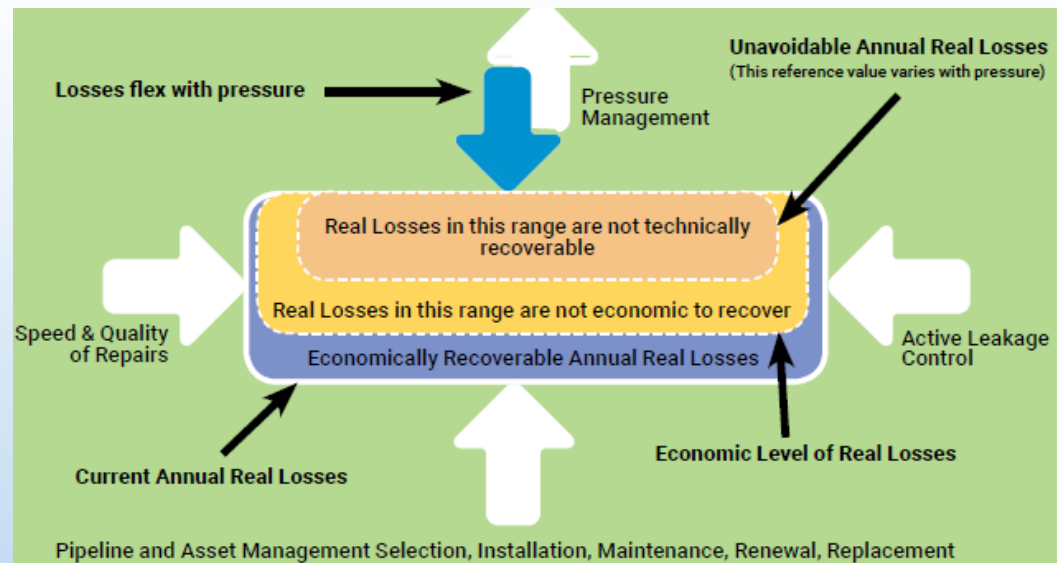 Unavoidable Annual Real Losses
(This reference value varies with pressure)
Losses flex with pressure
Pressure
Management
Real Losses in this range are not technically
recoverable
Real Losses in this range are not economic to recover
Speed & Quality
of Repairs
Economically Recoverable Annual Real Losses
Active Leakage
Control
Economic Level of Real Losses
Current Annual Real Losses
Pipeline and Asset Management Selection, Installation, Maintenance, Renewal, Replacement